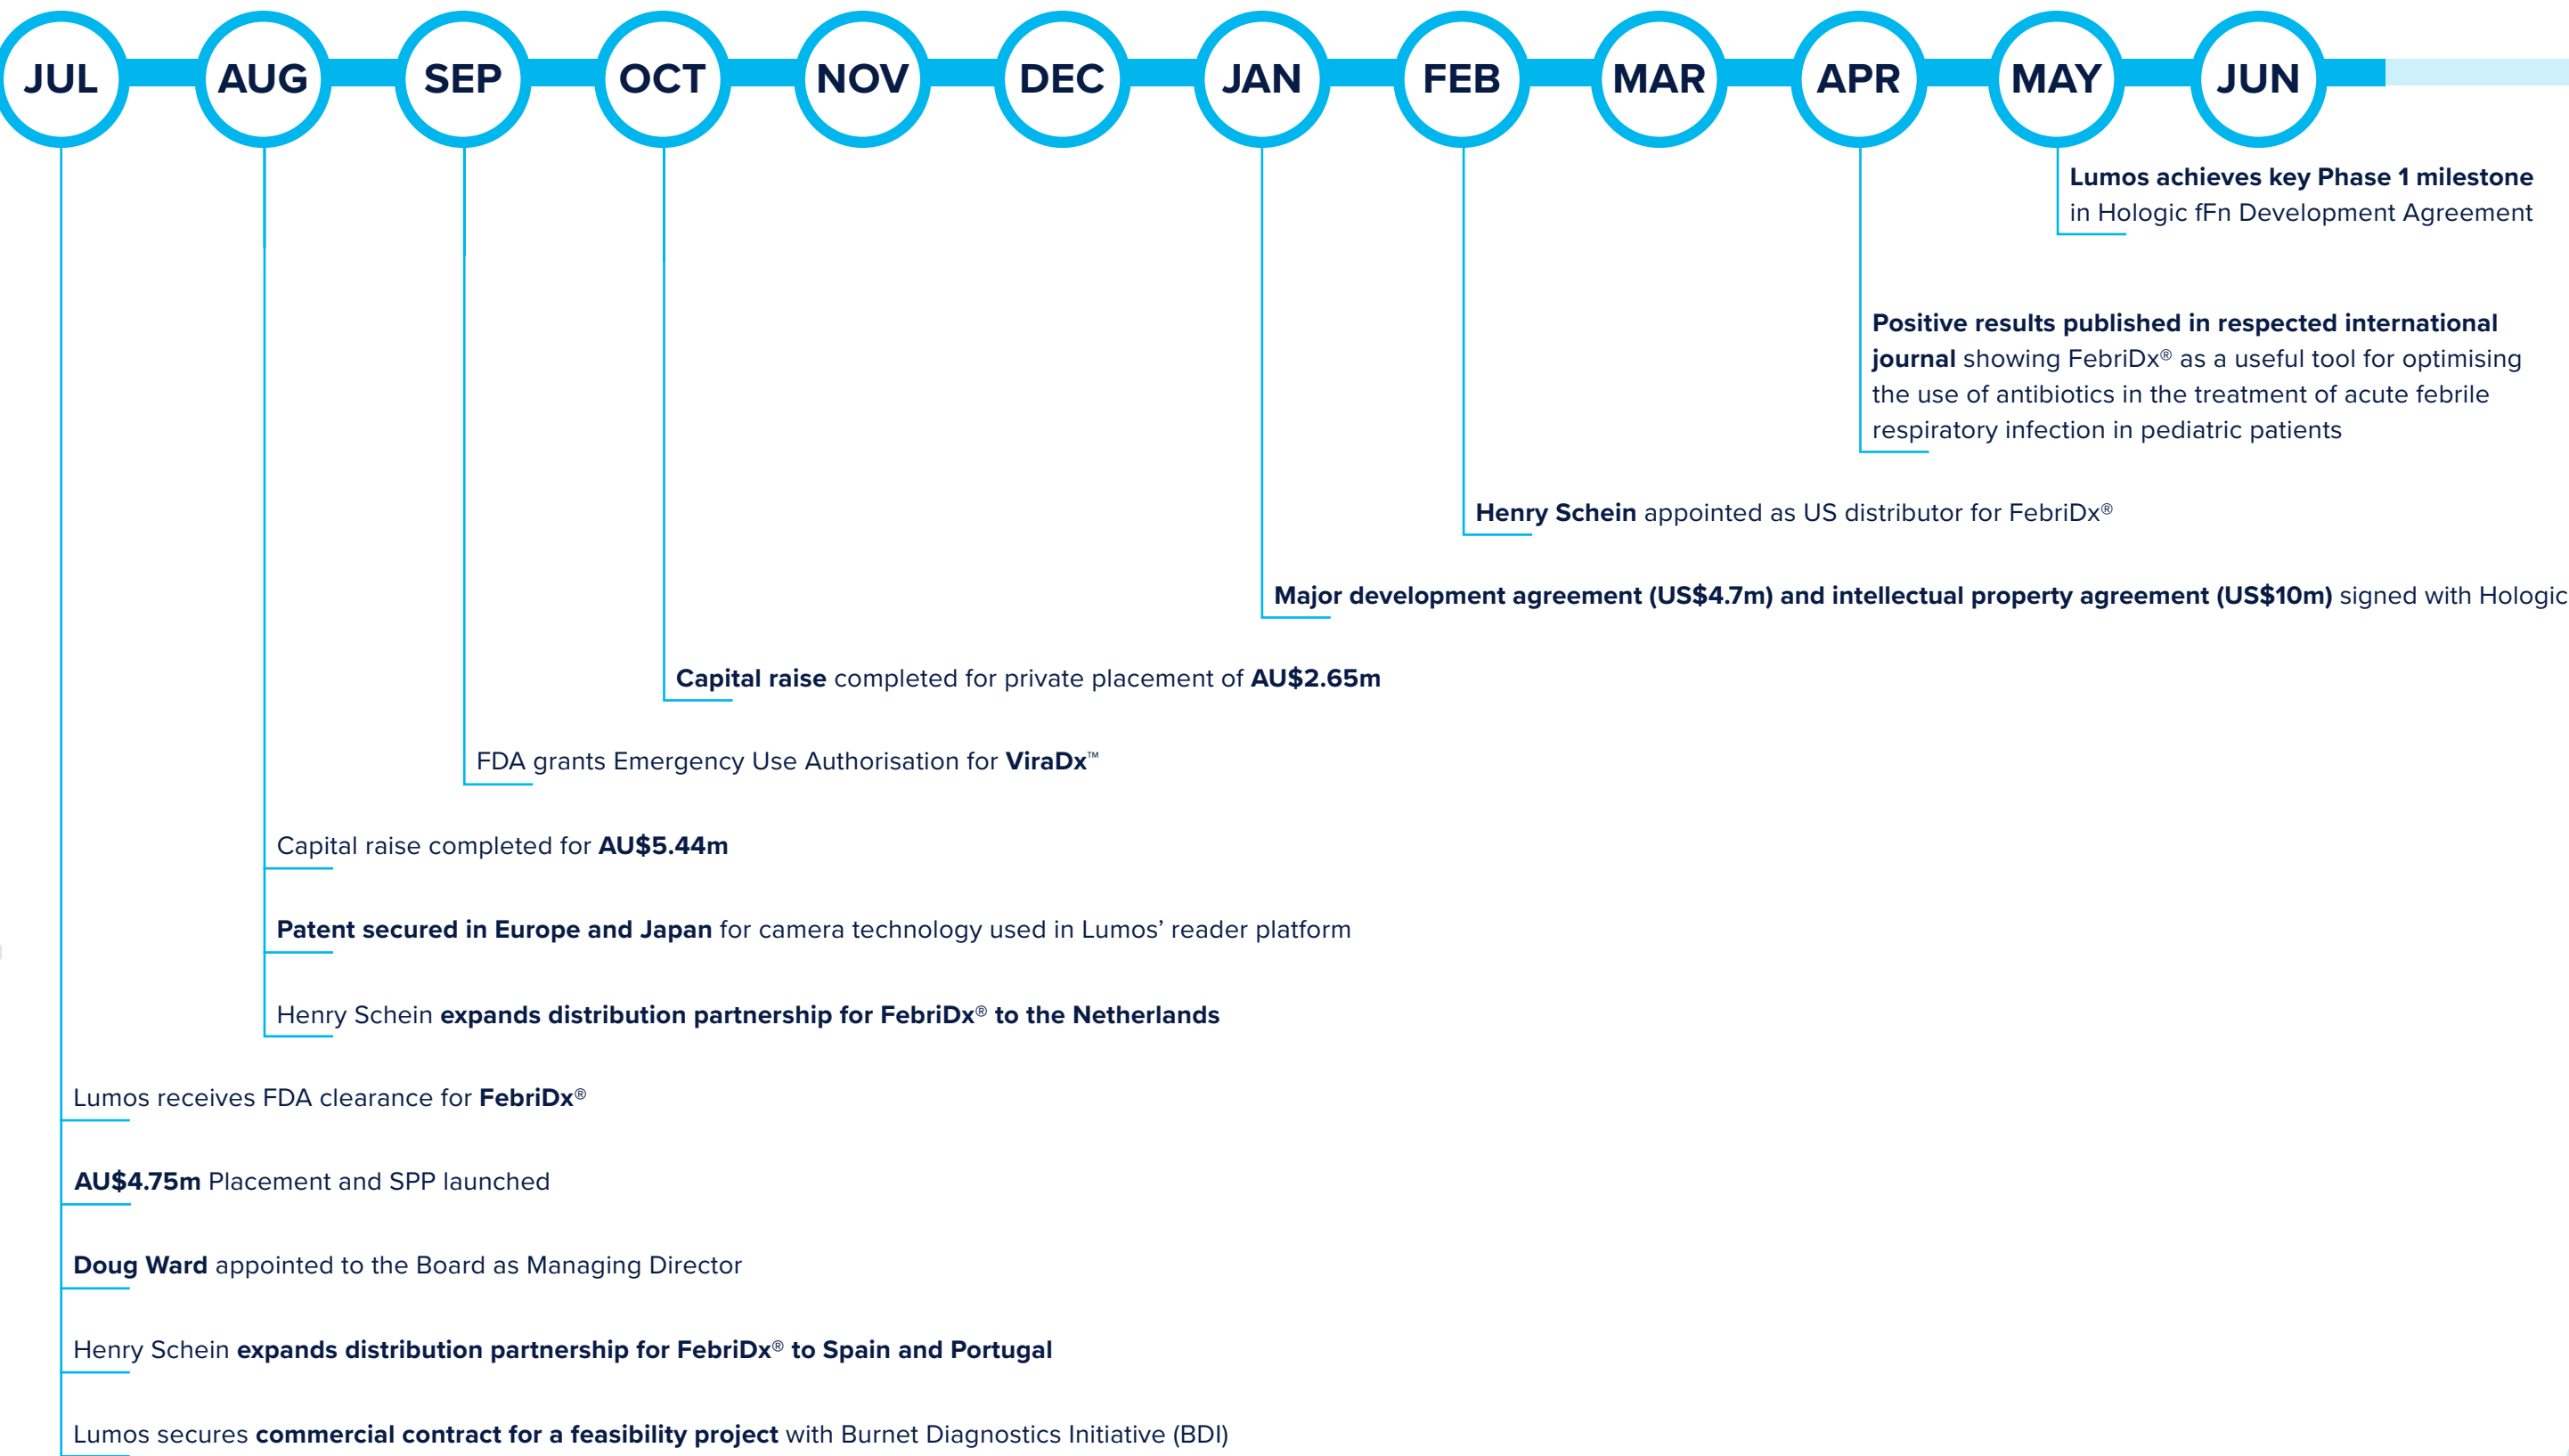 JUL AUG SEP OCT NOV DEC JAN FEB MAR APR MAY JUN
Lumos achieves key Phase 1 milestone
in Hologic fFn Development Agreement
Positive results published in respected international
journal showing FebriDx® as a useful tool for optimising
the use of antibiotics in the treatment of acute febrile
respiratory infection in pediatric patients
Henry Schein appointed as US distributor for FebriDx®
Major development agreement (US$4.7m) and intellectual property agreement (US$10m) signed with Hologic
Capital raise completed for private placement of AU$2.65m
FDA grants Emergency Use Authorisation for ViraDx™
Capital raise completed for AU$5.44m
Patent secured in Europe and Japan for camera technology used in Lumos’ reader platform
Henry Schein expands distribution partnership for FebriDx® to the Netherlands
Lumos receives FDA clearance for FebriDx®
AU$4.75m Placement and SPP launched
Doug Ward appointed to the Board as Managing Director
Henry Schein expands distribution partnership for FebriDx® to Spain and Portugal
Lumos secures commercial contract for a feasibility project with Burnet Diagnostics Initiative (BDI)